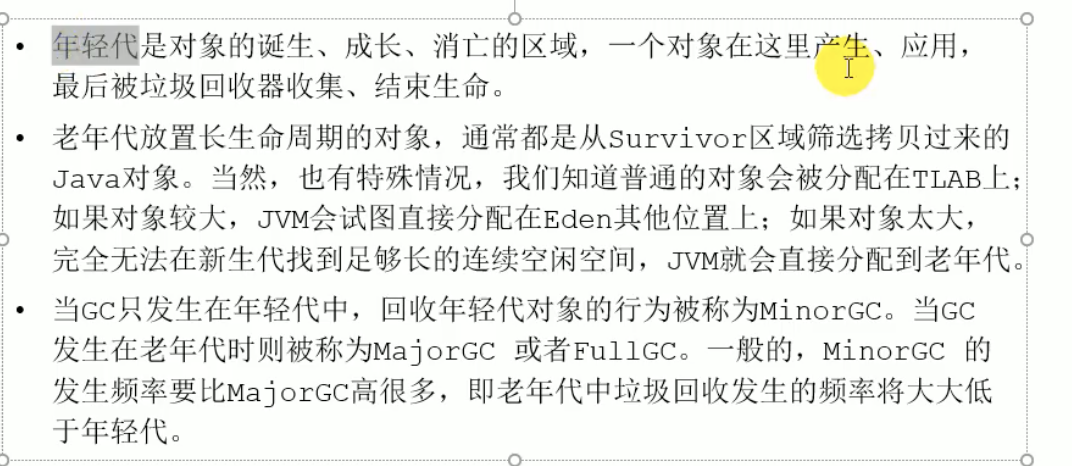 • 年轻代是对象的诞生、成长、消亡的区域，一个对象在这里产生、应用，
最后被垃圾回收器收集、结束生命。
• 老年代放置长生命周期的对象，通常都是从Survivor区域筛选拷贝过来的
Java对象。当然，也有特殊情况，我们知道普通的对象会被分配在TLAB上；
如果对象较大，JVM会试图直接分配在Eden其他位置上；如果对象太大，
完全无法在新生代找到足够长的连续空闲空间，JVM就会直接分配到老年代。
• 当GC只发生在年轻代中，回收年轻代对象的行为被称为MinorGC。当GC
发生在老年代时则被称为MajorGC 或者FullGC。一般的，MinorGC 的
发生频率要比MajorGC高很多，即老年代中垃圾回收发生的频率将大大低
于年轻代。